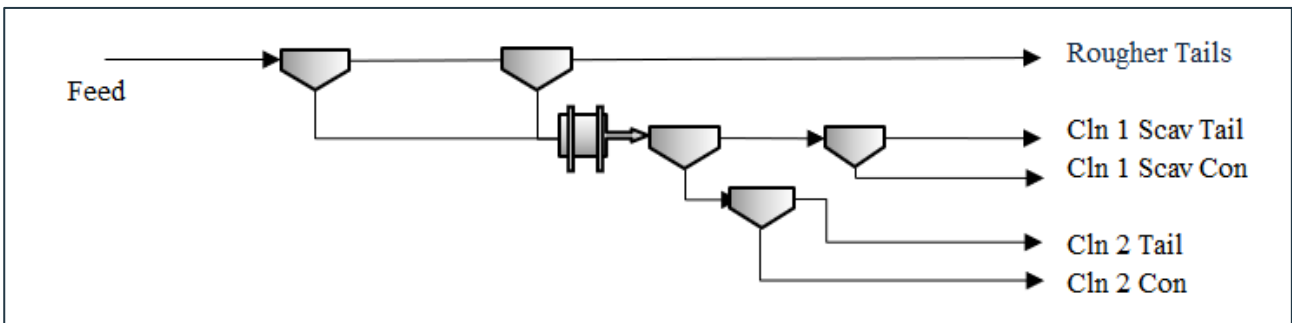 Rougher Tails
Feed
Cln 1 Scav Tail
Cln 1 Scav Con
Cln 2 Tail
Cln 2 Con